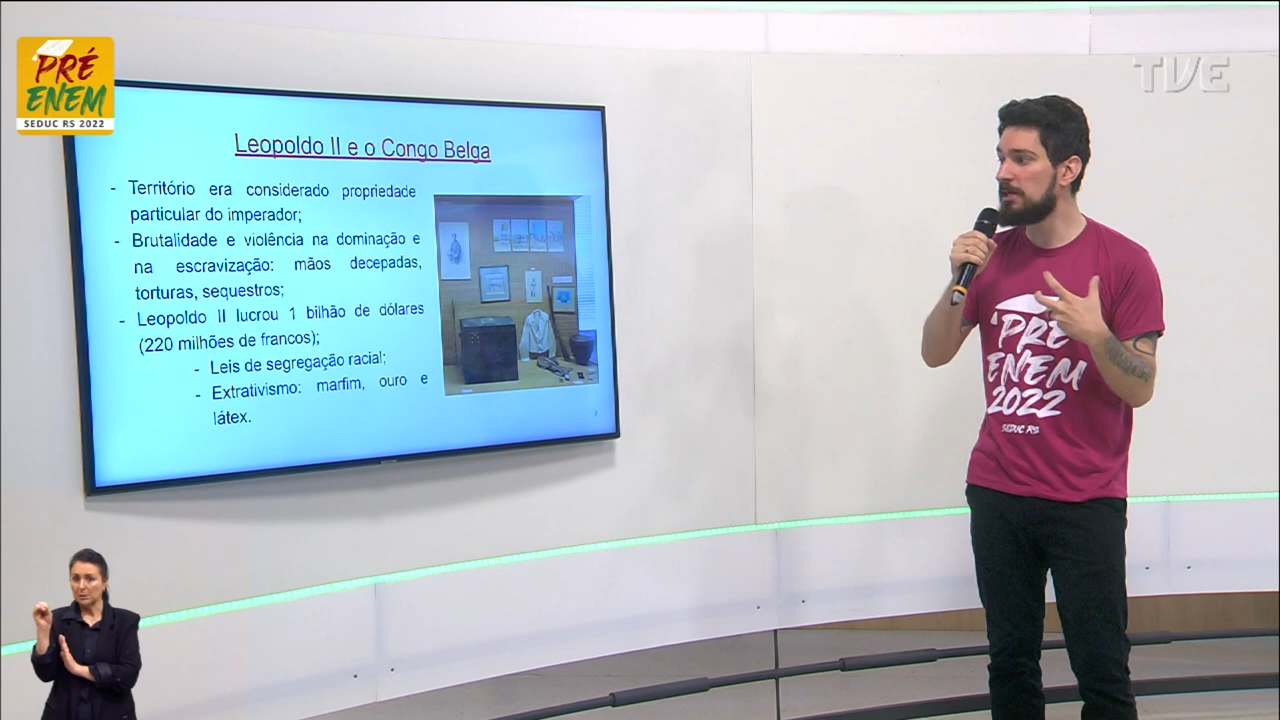 PRÉ
ENEM
SEDUC RS 2022
TVE
Leopoldo II e o Congo Belga
- Território era considerado propriedade
particular do imperador;
- Brutalidade e violência na dominação e
na escravização: mãos decepadas,
torturas, sequestros;
- Leopoldo II lucrou 1 bilhão de dólares
(220 milhões de francos);
- Leis de segregação racial;
- Extrativismo: marfim, ouro e
látex.
PRÉ
ENEM
2022
SEDUC RS